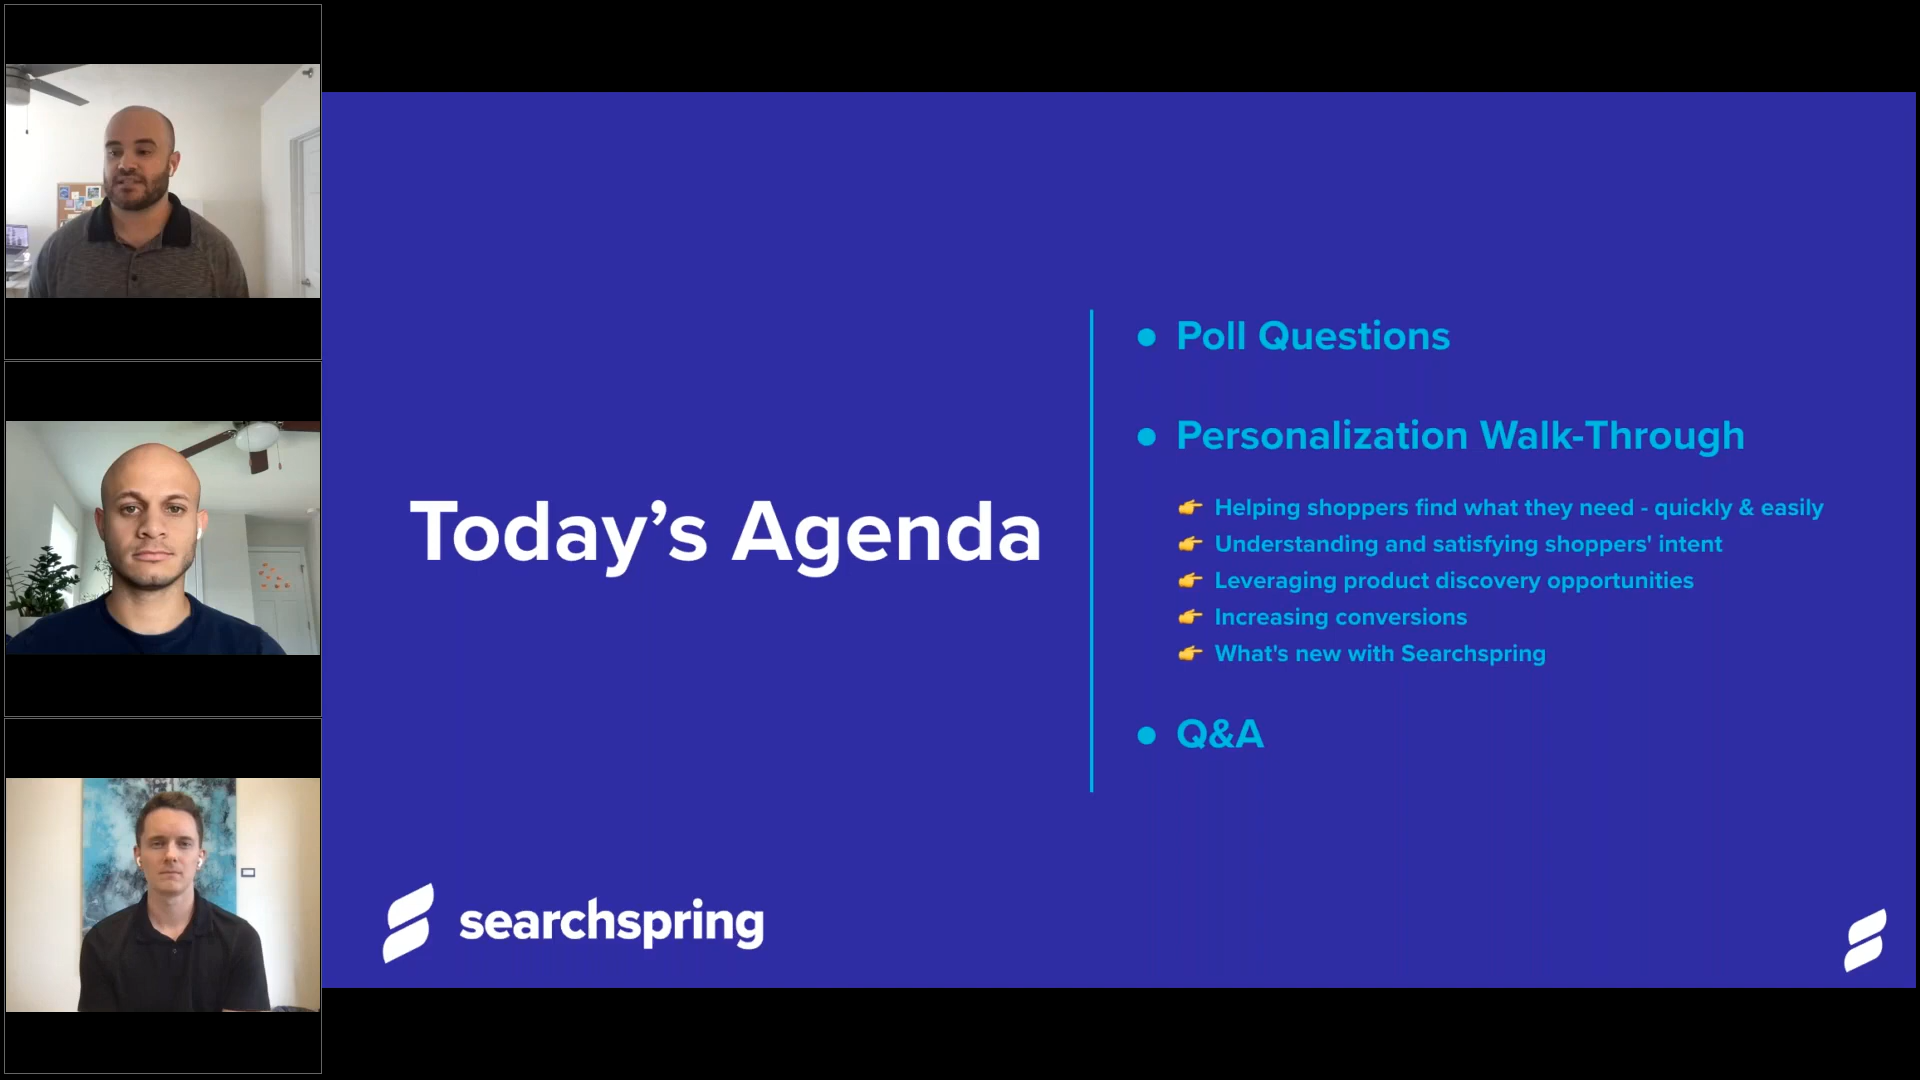 Today’s Agenda
● Poll Questions
● Personalization Walk-Through
👉 Helping shoppers find what they need - quickly & easily
👉 Understanding and satisfying shoppers' intent
👉 Leveraging product discovery opportunities
👉 Increasing conversions
👉 What's new with Searchspring
● Q&A
searchspring